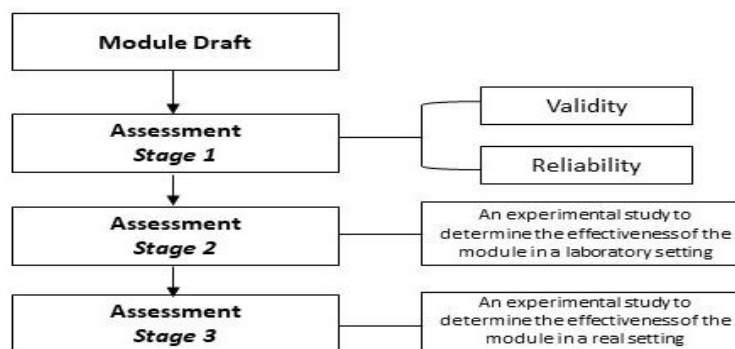 Module Draft
Assessment
Stage 1
Validity
Reliability
Assessment
Stage 2
An experimental study to
determine the effectiveness of the
module in a laboratory setting
Assessment
Stage 3
An experimental study to
determine the effectiveness of the
module in a real setting